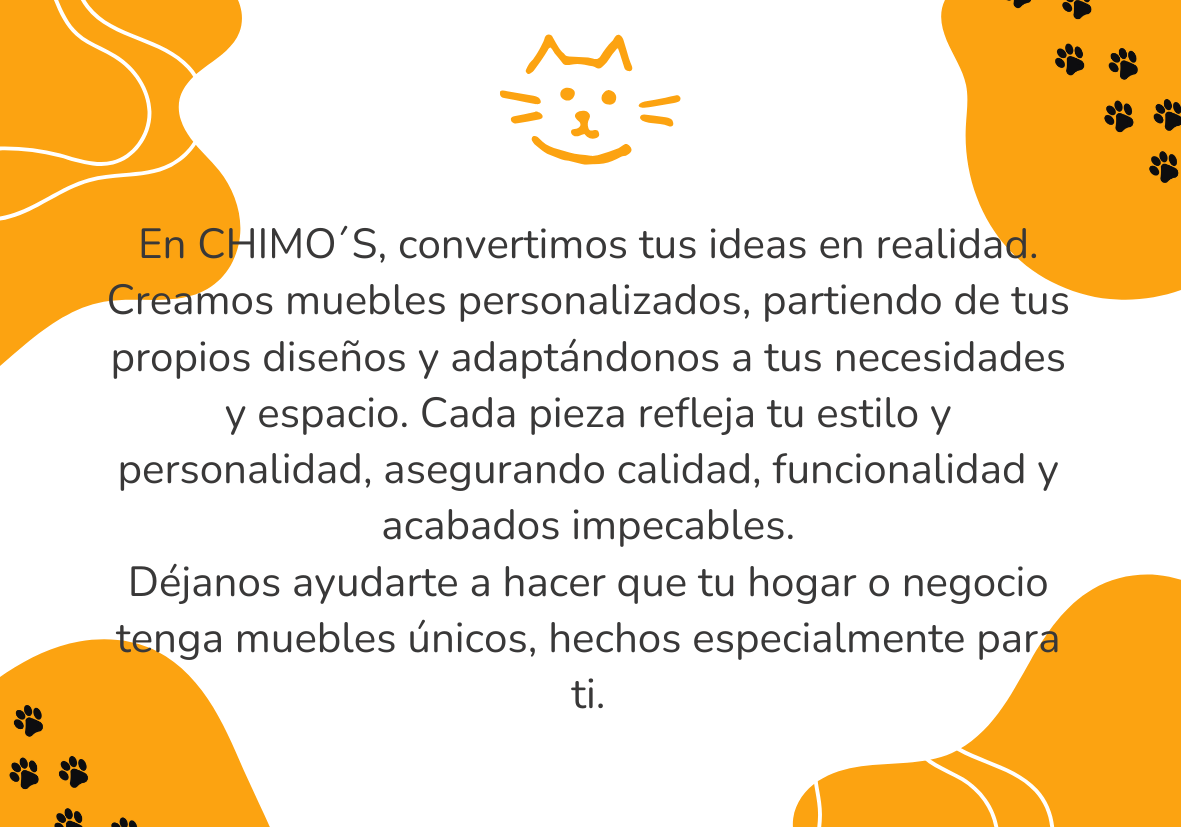 En CHIMO´S, convertimos tus ideas en realidad.
Creamos muebles personalizados, partiendo de tus
propios diseños y adaptándonos a tus necesidades
y espacio. Cada pieza refleja tu estilo y
personalidad, asegurando calidad, funcionalidad y
acabados impecables.
Déjanos ayudarte a hacer que tu hogar o negocio
tenga muebles únicos, hechos especialmente para
ti.